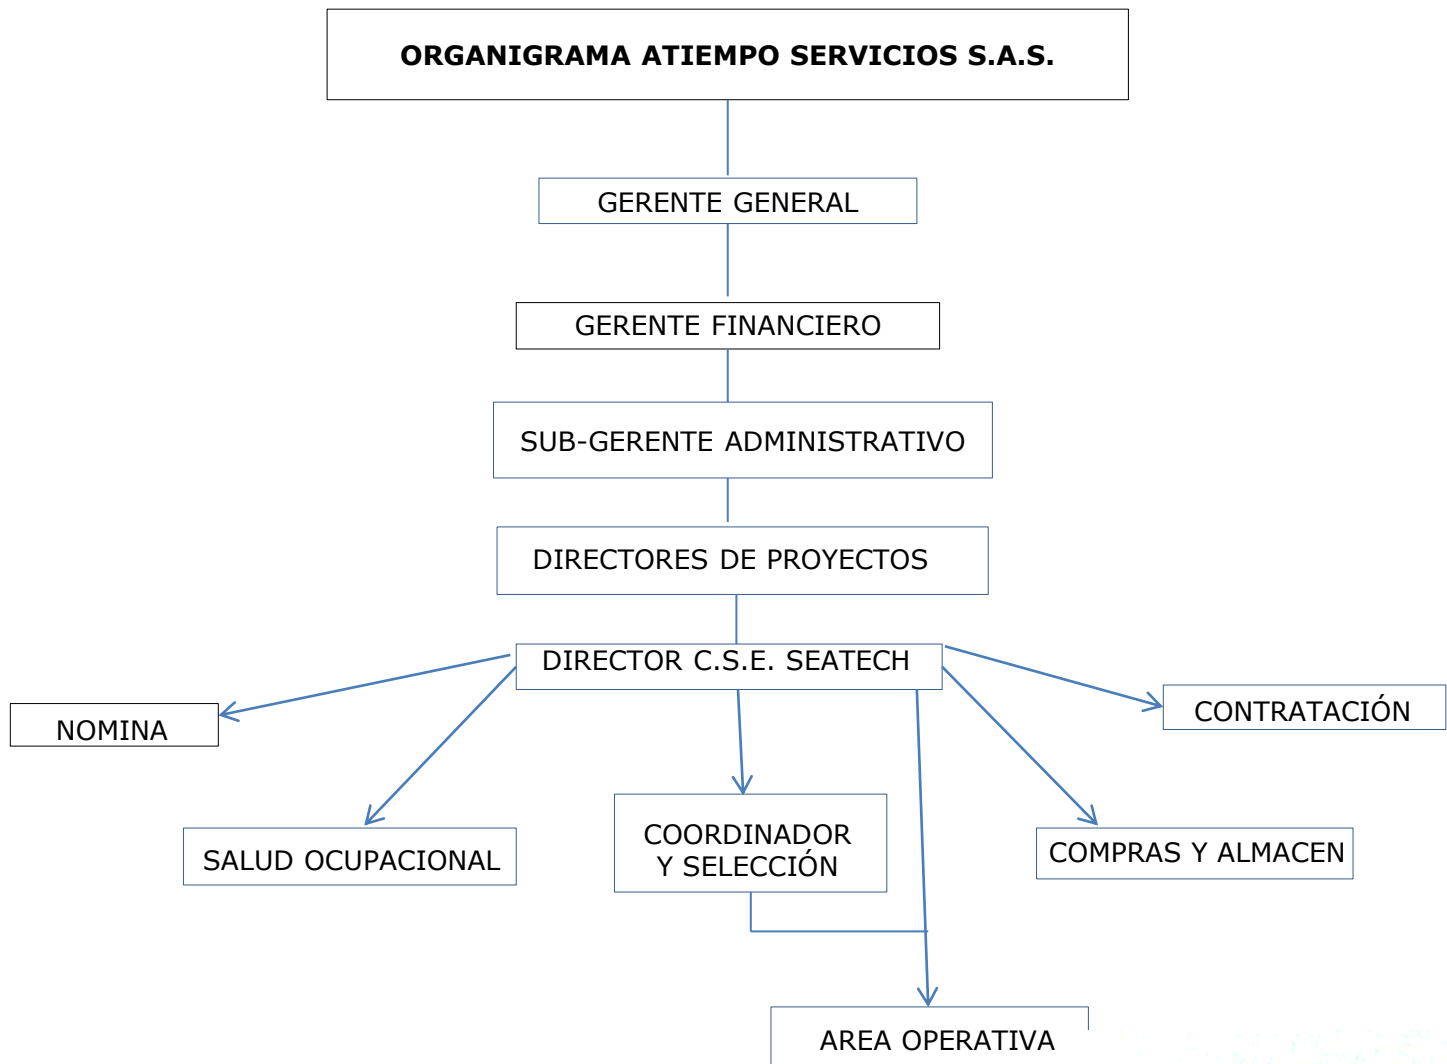 ORGANIGRAMA ATIEMPO SERVICIOS S.A.S.
GERENTE GENERAL
GERENTE FINANCIERO
SUB-GERENTE ADMINISTRATIVO
DIRECTORES DE PROYECTOS
DIRECTOR C.S.E. SEATECH
NOMINA
CONTRATACIÓN
SALUD OCUPACIONAL
COORDINADOR
Y SELECCIÓN
COMPRAS Y ALMACEN
AREA OPERATIVA